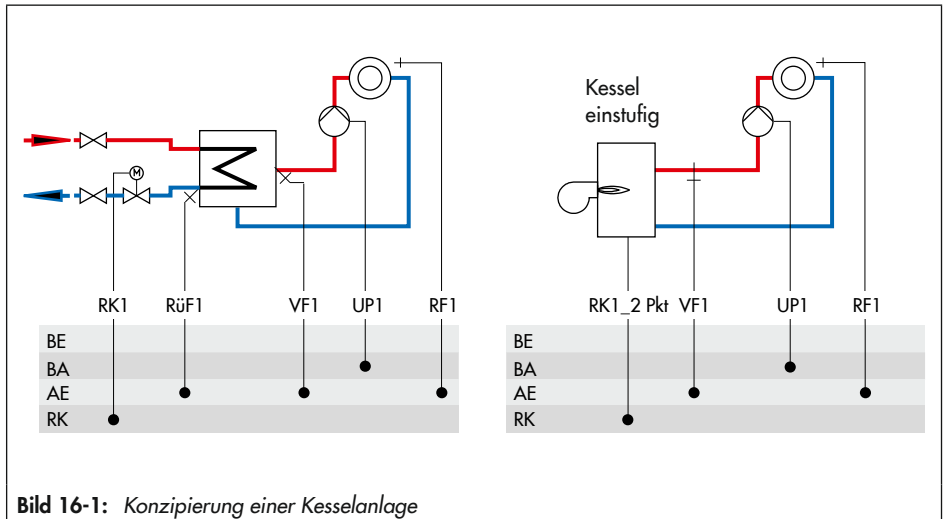 Kessel
einstufig
M
RK1 RüF1 VF1 UP1 RF1
RK1_2 Pkt VF1 UP1 RF1
BE
BA
AE
RK
BE
BA
AE
RK
Bild 16-1: Konzipierung einer Kesselanlage